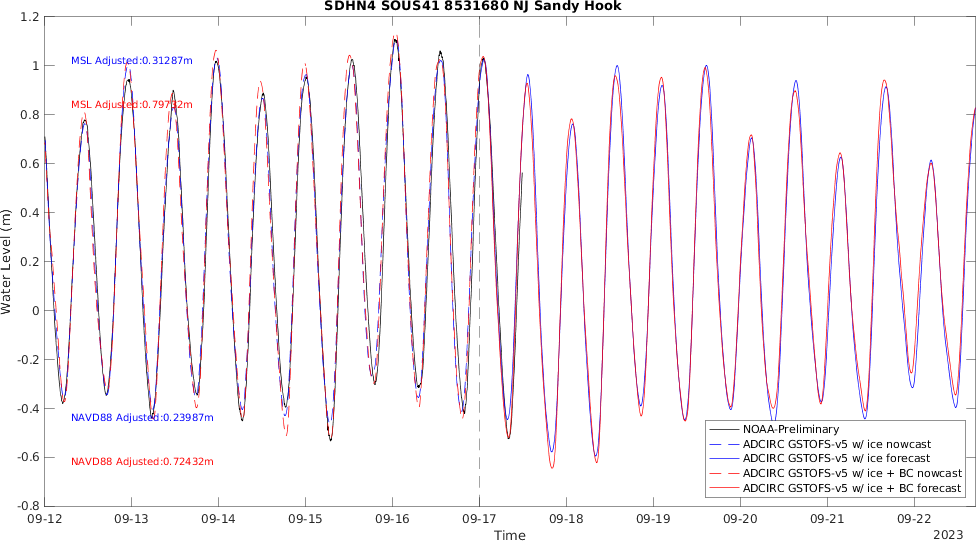 SDHN4 SOUS41 8531680 NJ Sandy Hook
1.2
1
0.8
0.6
0.4
0.2
0
-0.2
-0.4
-0.6
-0.8
Water Level (m)
MSL Adjusted:0.31287m
NAVD88 Adjusted:0.23987m
NAVD88 Adjusted:0.72432m
NOAA-Preliminary
ADCIRC GSTOFS-v5 w/ ice nowcast
ADCIRC GSTOFS-v5 w/ ice forecast
ADCIRC GSTOFS-v5 w/ ice + BC nowcast
ADCIRC GSTOFS-v5 w/ ice + BC forecast
09-12 09-13 09-14 09-15 09-16 09-17 09-18 09-19 09-20 09-21 09-22
Time
2023